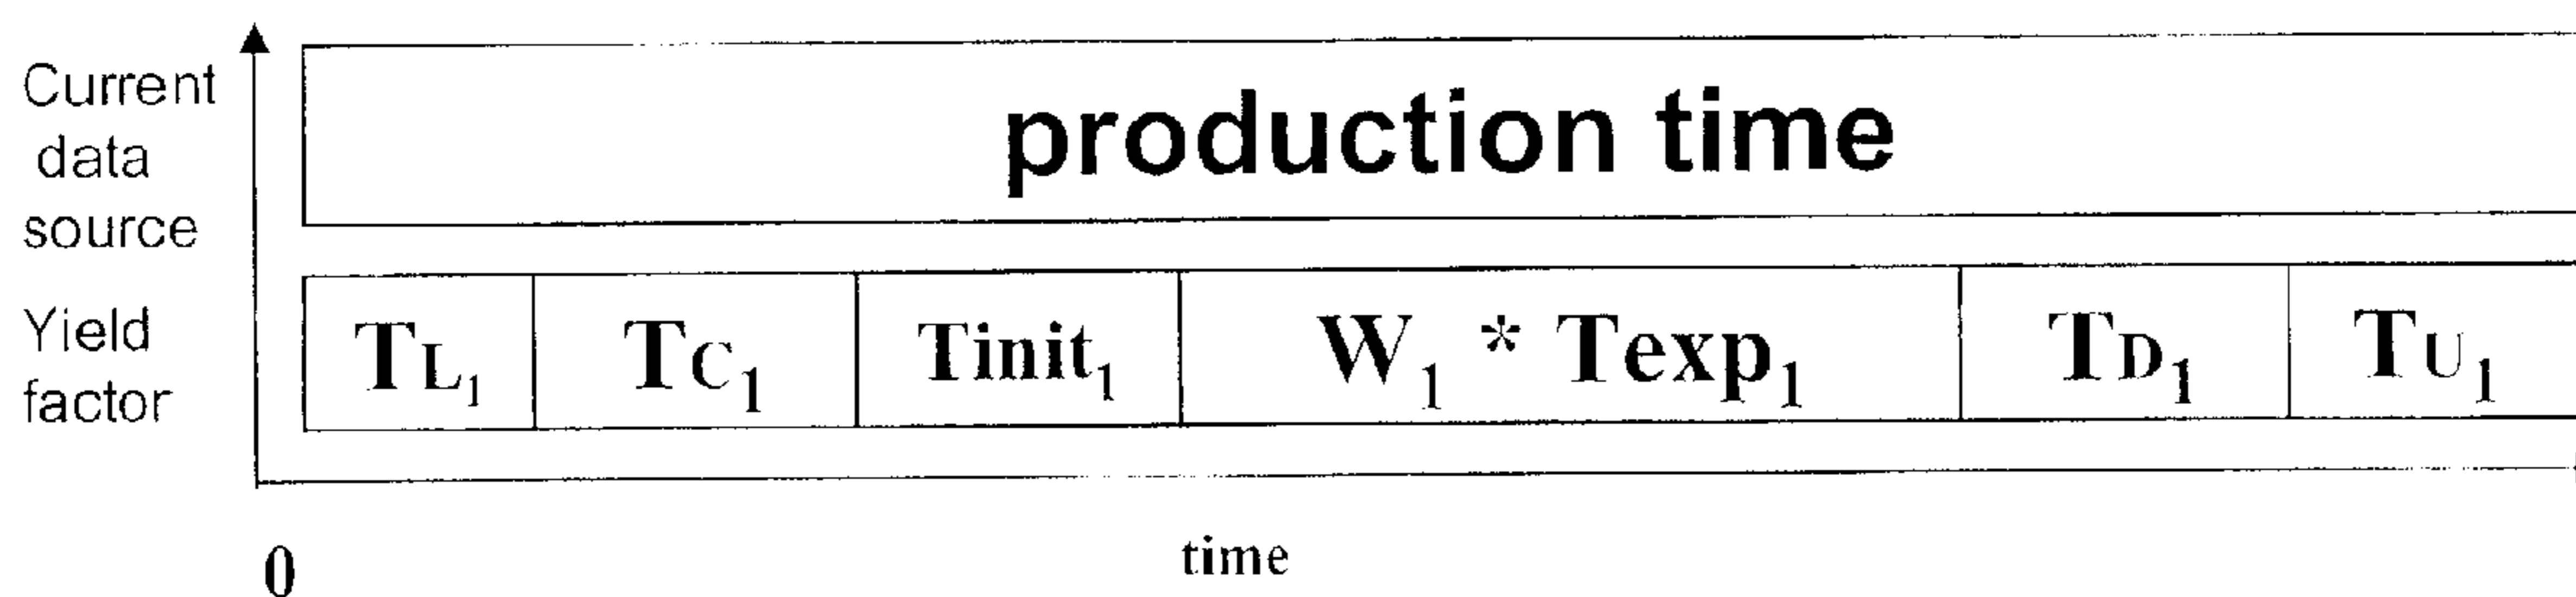 Current
data
source
production time
Yield
factor
TL1
TC1
Tinit1
W1 * Texp1
TD1
TU1
0
time